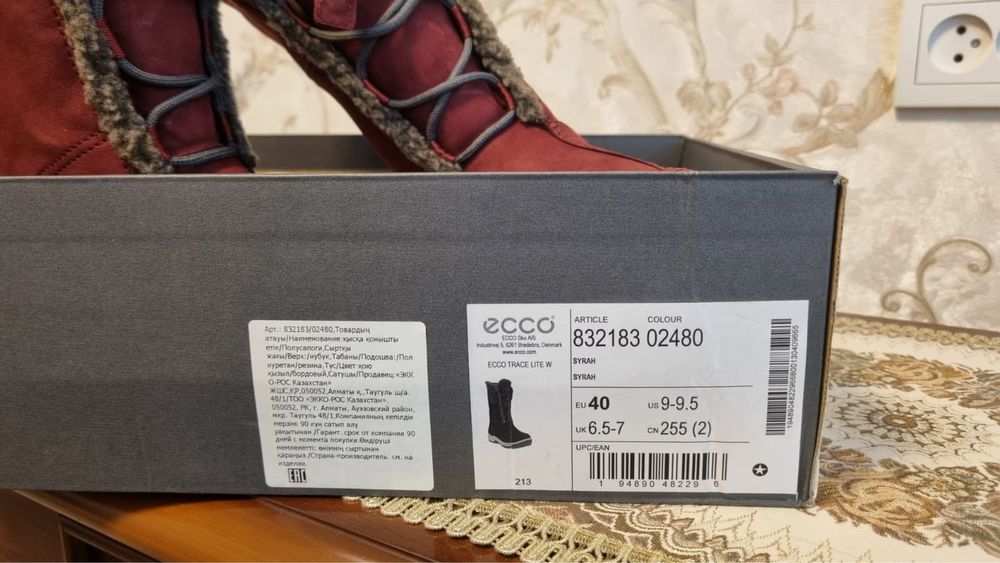 Арт.: 832183/02480,Товардың
атауы/Наименование:қысқа қонышты
етік/Полусапоги,Сыртқы
жағы/Верх:/нубук,Табаны/Подошва:/Пол
иуретан/резина,Түс/Цвет:қою
қызыл/бордовый,Сатушы/Продавец:«ЭКК
О-РОС Казахстан»
ЖШС,ҚР,050052,Алматы қ.,Таугуль ш/а.
48/1/ТОО «ЭККО-РОС Казахстан»,
050052, РК, г. Алматы, Ауэзовский район,
мкр. Таугуль 48/1,Компанияның кепілдік
мерзімі 90 күн сатып алу
уақытынан./Гарант. срок от компании 90
дней с момента покупки.Өндіруші
мемлекетті: өнімнің сыртынан
қараңыз./Страна-производитель: см. на
изделии.
EAC
ecco
ECCO Sko A/S
Industrivej 5, 6261 Bredebro, Denmark
www.ecco.com
ECCO TRACE LITE W
213
ARTICLE COLOUR
832183 02480
SYRAH
SYRAH
EU 40 US 9-9.5
UK 6.5-7 CN 255 (2)
UPC/EAN
1 94890 48229 6